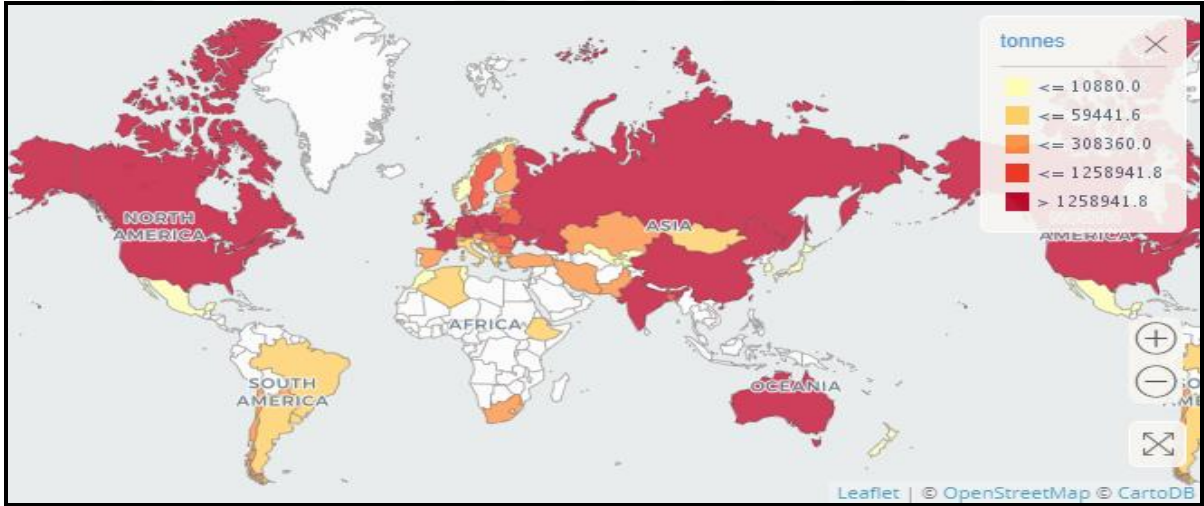 tonnes
<= 10880.0
<= 59441.6
<= 308360.0
<= 1258941.8
> 1258941.8
NORTH
AMERICA
ASIA
AMERICA
AFRICA
SOUTH
AMERICA
OCEANIA
Leaflet | © OpenStreetMap © CartoDB